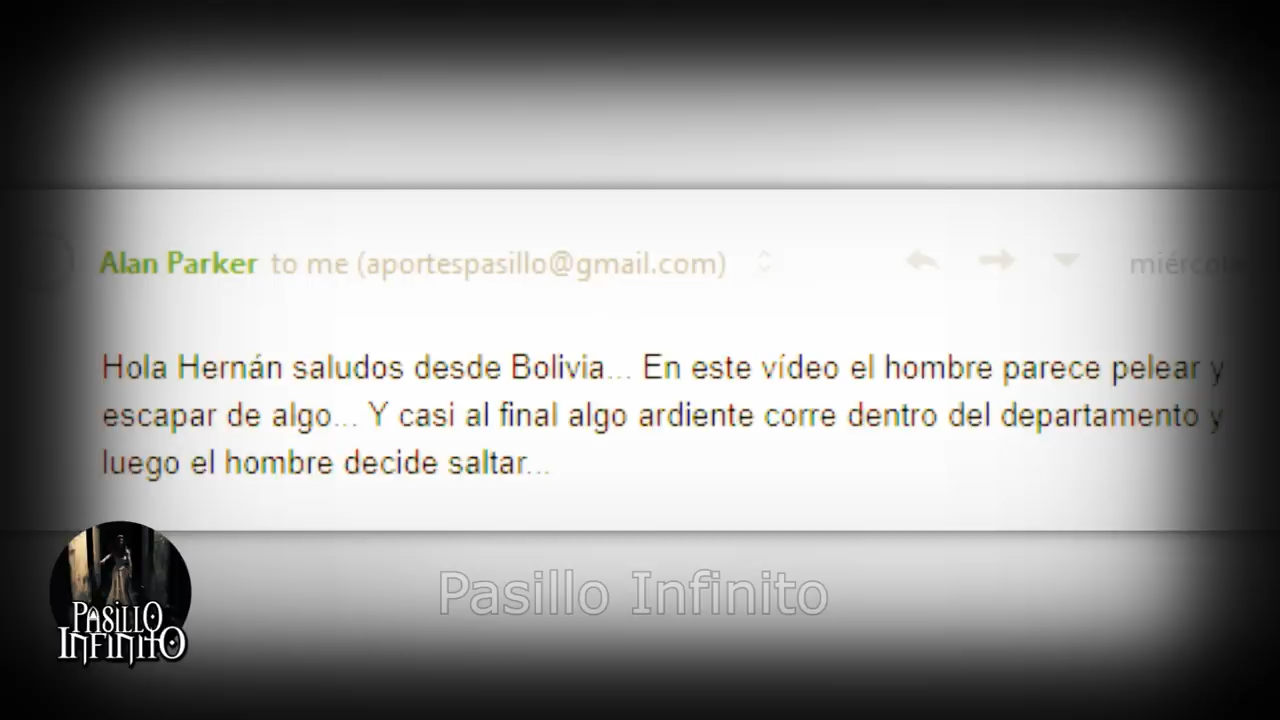 Alan Parker to me (aportespasillo@gmail.com)
Hola Hernán saludos desde Bolivia... En este vídeo el hombre parece pelear y
escapar de algo... Y casi al final algo ardiente corre dentro del departamento y
luego el hombre decide saltar...
Pasillo Infinito
PASILLO
INFINITO